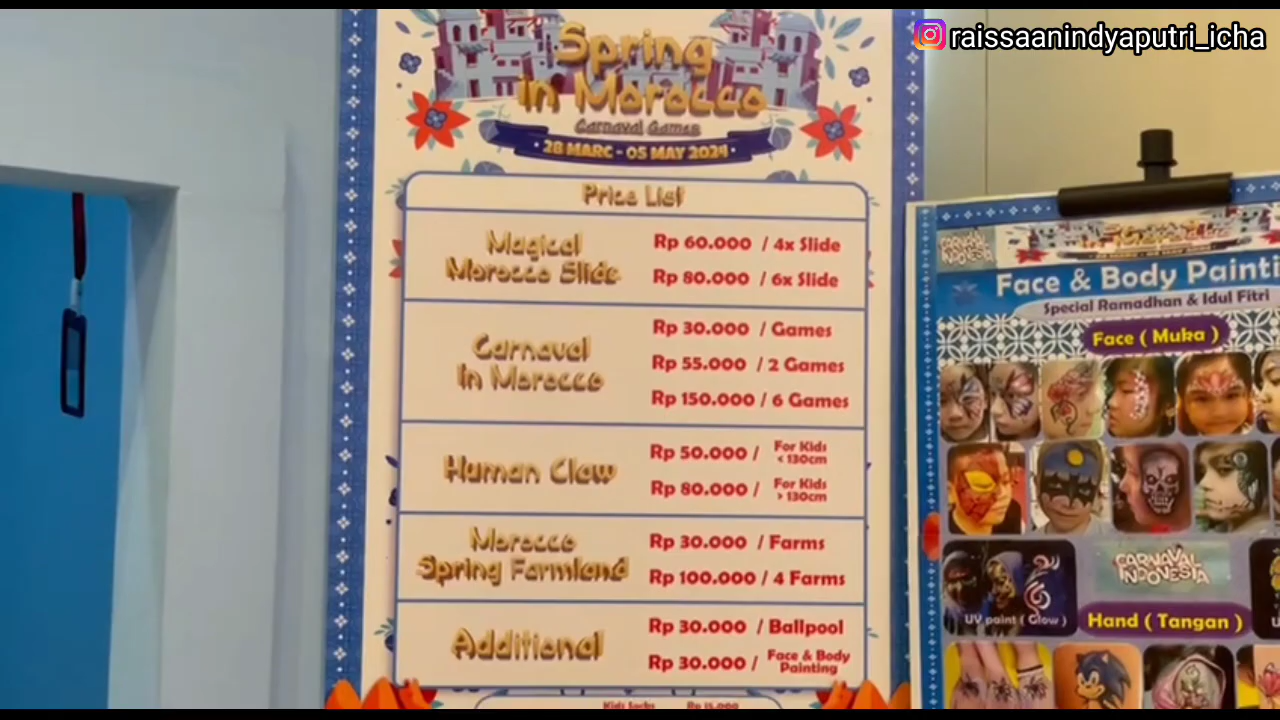 raissaanindyaputri_icha
Spring
in Morocco
Carnaval Games
• 28 MARC - 05 MAY 2024 •
Price List
Magical
Morocco Slide
Rp 60.000 / 4x Slide
Rp 80.000 / 6x Slide
Carnaval
In Morocco
Rp 30.000 / Games
Rp 55.000 / 2 Games
Rp 150.000 / 6 Games
Human Claw
Rp 50.000 / For Kids
< 130cm
Rp 80.000 / For Kids
> 130cm
Morocco
Spring Farmland
Rp 30.000 / Farms
Rp 100.000 / 4 Farms
Additional
Rp 30.000 / Ballpool
Rp 30.000 / Face & Body
Painting
Kids Socks Rp 15.000
CARNAVAL
INDONESIA
Face & Body Painti
Special Ramadhan & Idul Fitri
Face ( Muka )
CARNAVAL
INDONESIA
UV paint ( Glow )
Hand ( Tangan )